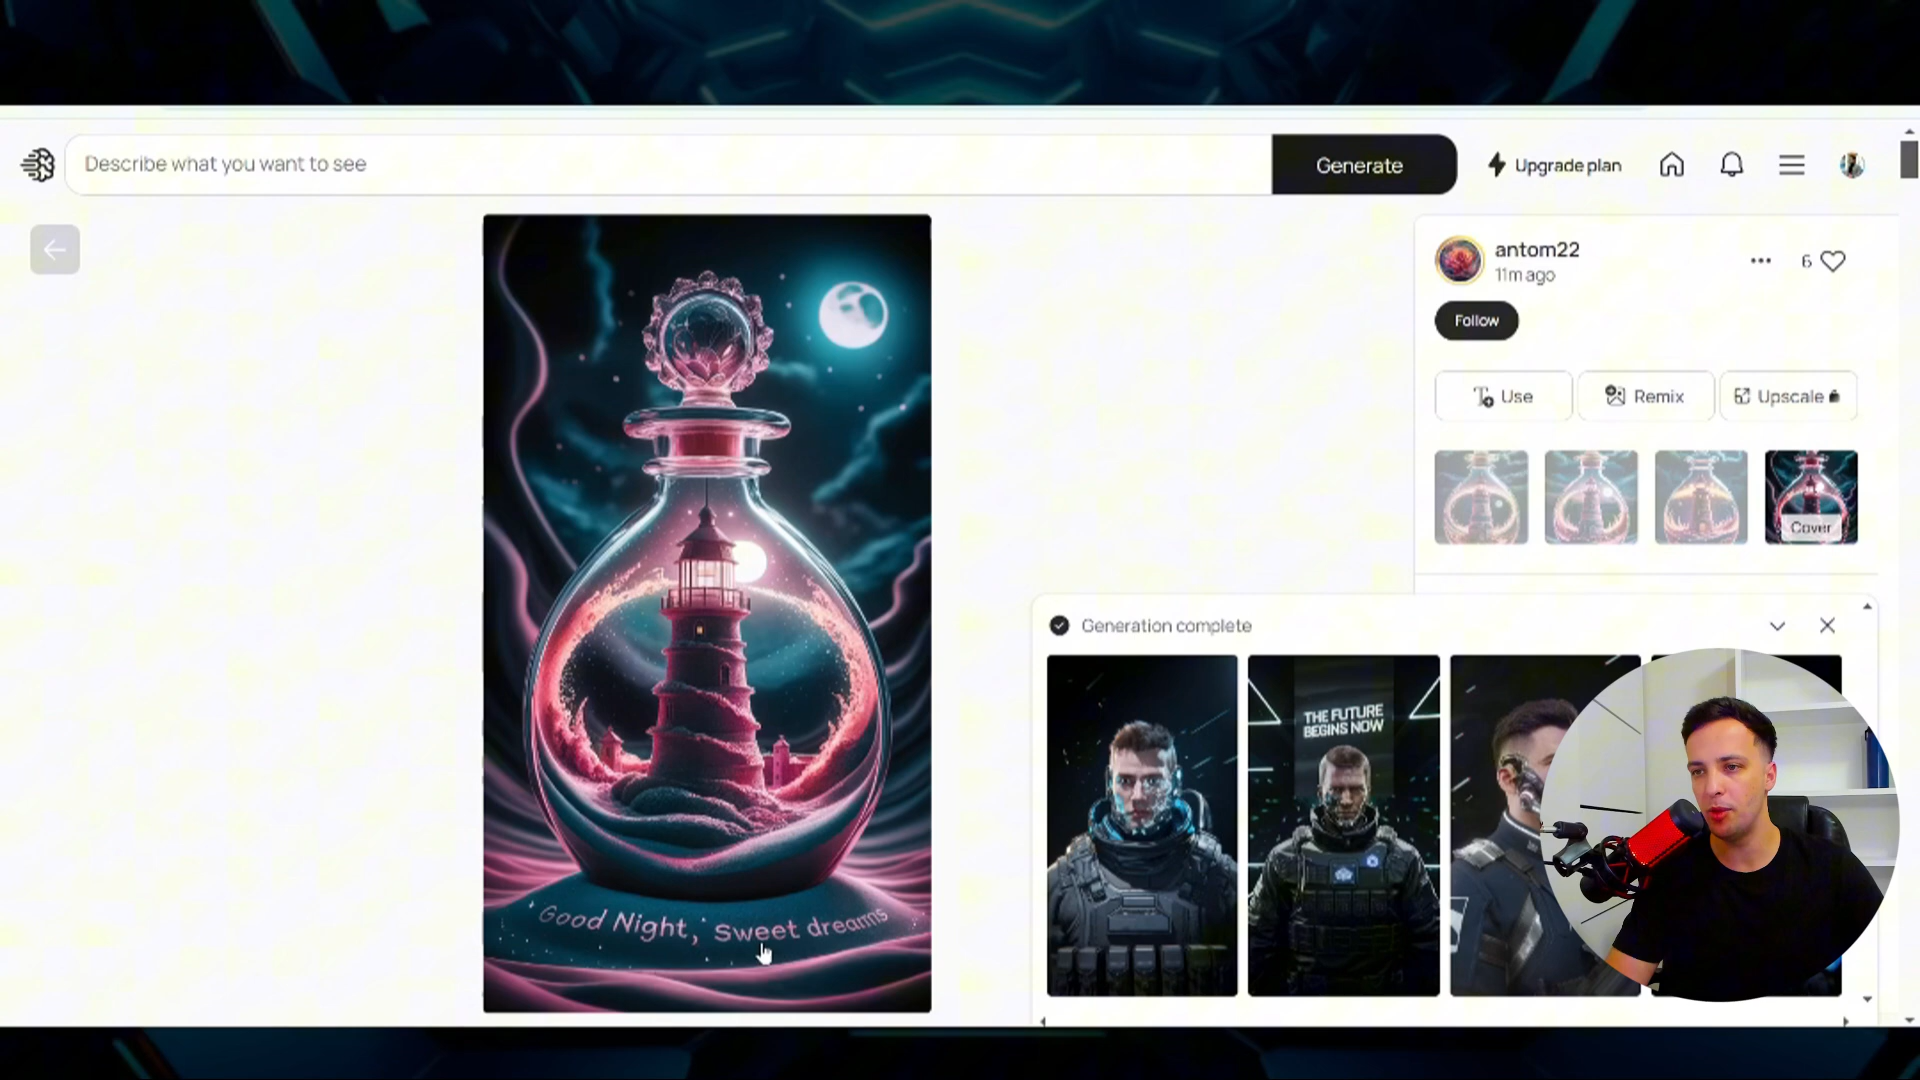 Describe what you want to see
Generate
Upgrade plan
antom22
11m ago
6
Follow
Use
Remix
Upscale
Cover
Generation complete
THE FUTURE
BEGINS NOW
Good Night, Sweet dreams